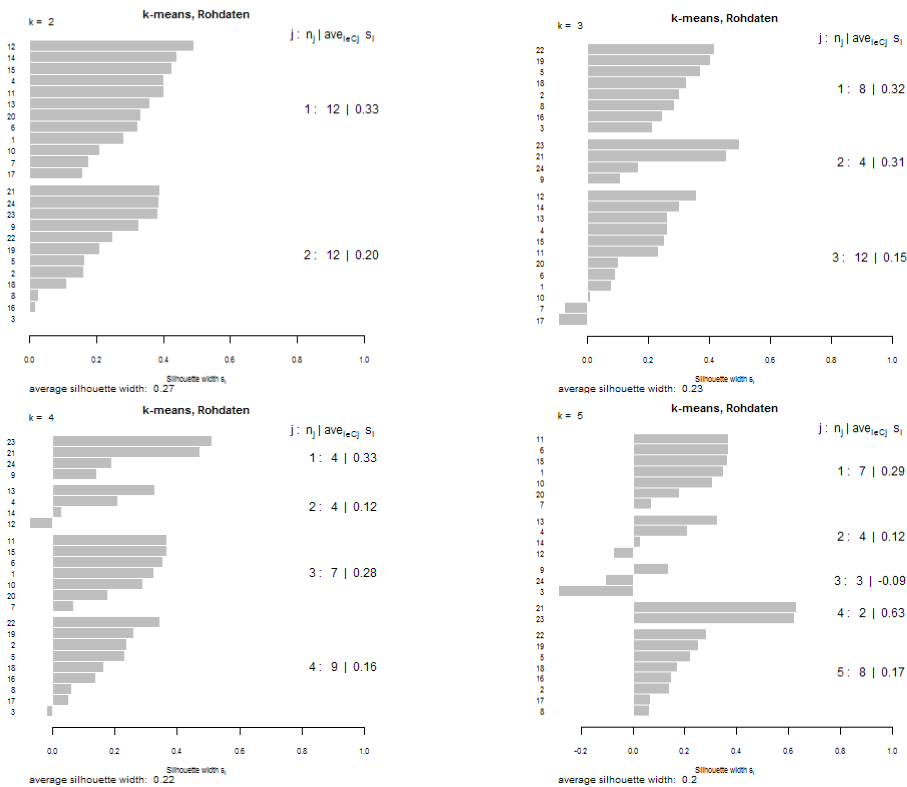 k-means, Rohdaten
k = 2
j : nj | aveiεCj si
12
14
15
4
11
13
20
6
1
10
7
17
1 : 12 | 0.33
21
24
23
9
22
19
5
2
18
8
16
3
2 : 12 | 0.20
0.0 0.2 0.4 0.6 0.8 1.0
Silhouette width si
average silhouette width: 0.27
k-means, Rohdaten
k = 3
j : nj | aveiεCj si
22
19
5
18
2
8
16
3
1 : 8 | 0.32
23
21
24
9
2 : 4 | 0.31
12
14
13
4
15
11
20
6
1
10
7
17
3 : 12 | 0.15
0.0 0.2 0.4 0.6 0.8 1.0
Silhouette width si
average silhouette width: 0.23
k-means, Rohdaten
k = 4
j : nj | aveiεCj si
23
21
24
9
1 : 4 | 0.33
13
4
14
12
2 : 4 | 0.12
11
15
6
1
10
20
7
3 : 7 | 0.28
22
19
2
5
18
16
8
17
3
4 : 9 | 0.16
0.0 0.2 0.4 0.6 0.8 1.0
Silhouette width si
average silhouette width: 0.22
k-means, Rohdaten
k = 5
j : nj | aveiεCj si
11
6
15
1
10
20
7
1 : 7 | 0.29
13
4
14
12
2 : 4 | 0.12
9
24
3
3 : 3 | -0.09
21
23
4 : 2 | 0.63
22
19
5
18
16
2
17
8
5 : 8 | 0.17
-0.2 0.0 0.2 0.4 0.6 0.8 1.0
Silhouette width si
average silhouette width: 0.2